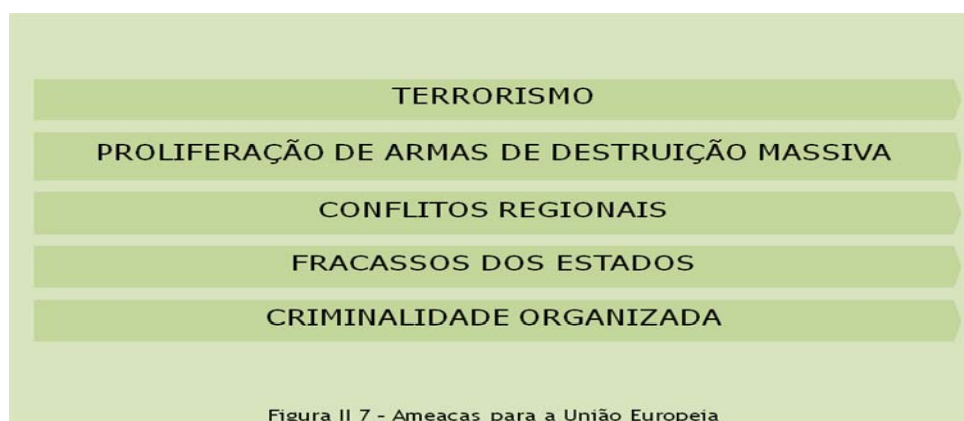 TERRORISMO
PROLIFERAÇÃO DE ARMAS DE DESTRUIÇÃO MASSIVA
CONFLITOS REGIONAIS
FRACASSOS DOS ESTADOS
CRIMINALIDADE ORGANIZADA
Figura II 7 - Ameaças para a União Europeia